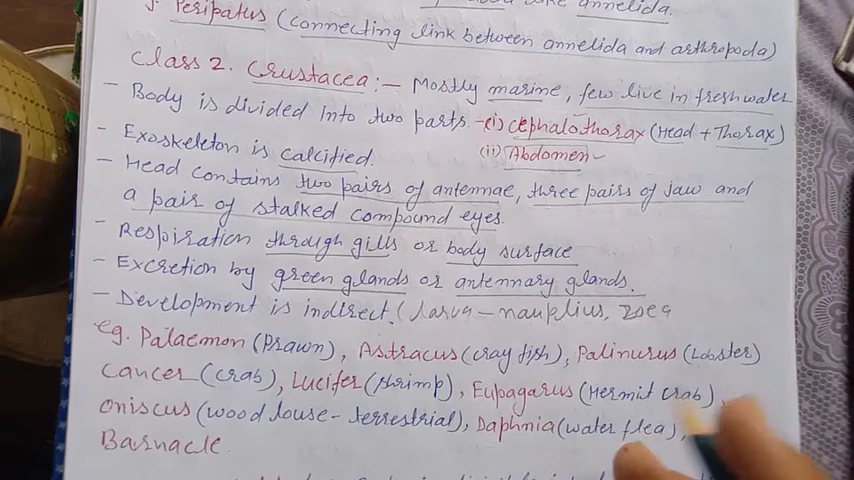 annelida.
Peripatus (connecting link between annelida and arthropoda)
Class 2. Crustacea:- Mostly marine, few live in freshwater
- Body is divided into two parts -(i) cephalothorax (Head + Thorax)
(ii) Abdomen
- Exoskeleton is calcified.
- Head contains two pairs of antennae, three pairs of jaw and
a pair of stalked compound eyes.
- Respiration through gills or body surface
- Excretion by green glands or antennary glands.
- Development is indirect. (larva - nauplius, zoea
eg. Palaemon (Prawn), Astracus (cray fish), Palinurus (Lobster)
Cancer (crab), Lucifer (shrimp), Eupagarus (Hermit crab),
Oniscus (wood louse - terrestrial), Daphnia (water flea),
Barnacle.